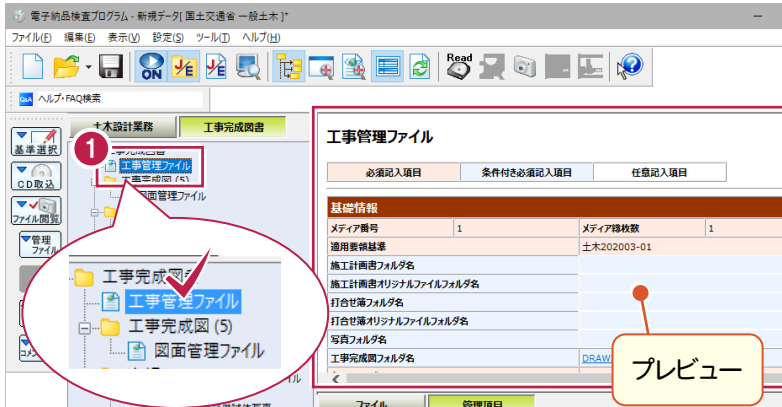 電子納品検査プログラム - 新規データ[ 国土交通省 一般土木 ]*
ファイル(F) 編集(E) 表示(V) 設定(S) ツール(T) ヘルプ(H)
ON
J/E
J/E
Read
Q&A ヘルプ・FAQ検索
基準選択
CD取込
ファイル閲覧
管理
ファイル
土木設計業務 工事完成図書
1
工事管理ファイル
工事完成図 (5)
図面管理ファイル
工事完成図
工事管理ファイル
工事完成図 (5)
図面管理ファイル
工事管理ファイル
必須記入項目 条件付き必須記入項目 任意記入項目
基礎情報
メディア番号 1 メディア総枚数 1
適用要領基準 土木202003-01
施工計画書フォルダ名
施工計画書オリジナルファイルフォルダ名
打合せ簿フォルダ名
打合せ簿オリジナルファイルフォルダ名
写真フォルダ名
工事完成図フォルダ名 DRAW
プレビュー
ファイル 管理項目